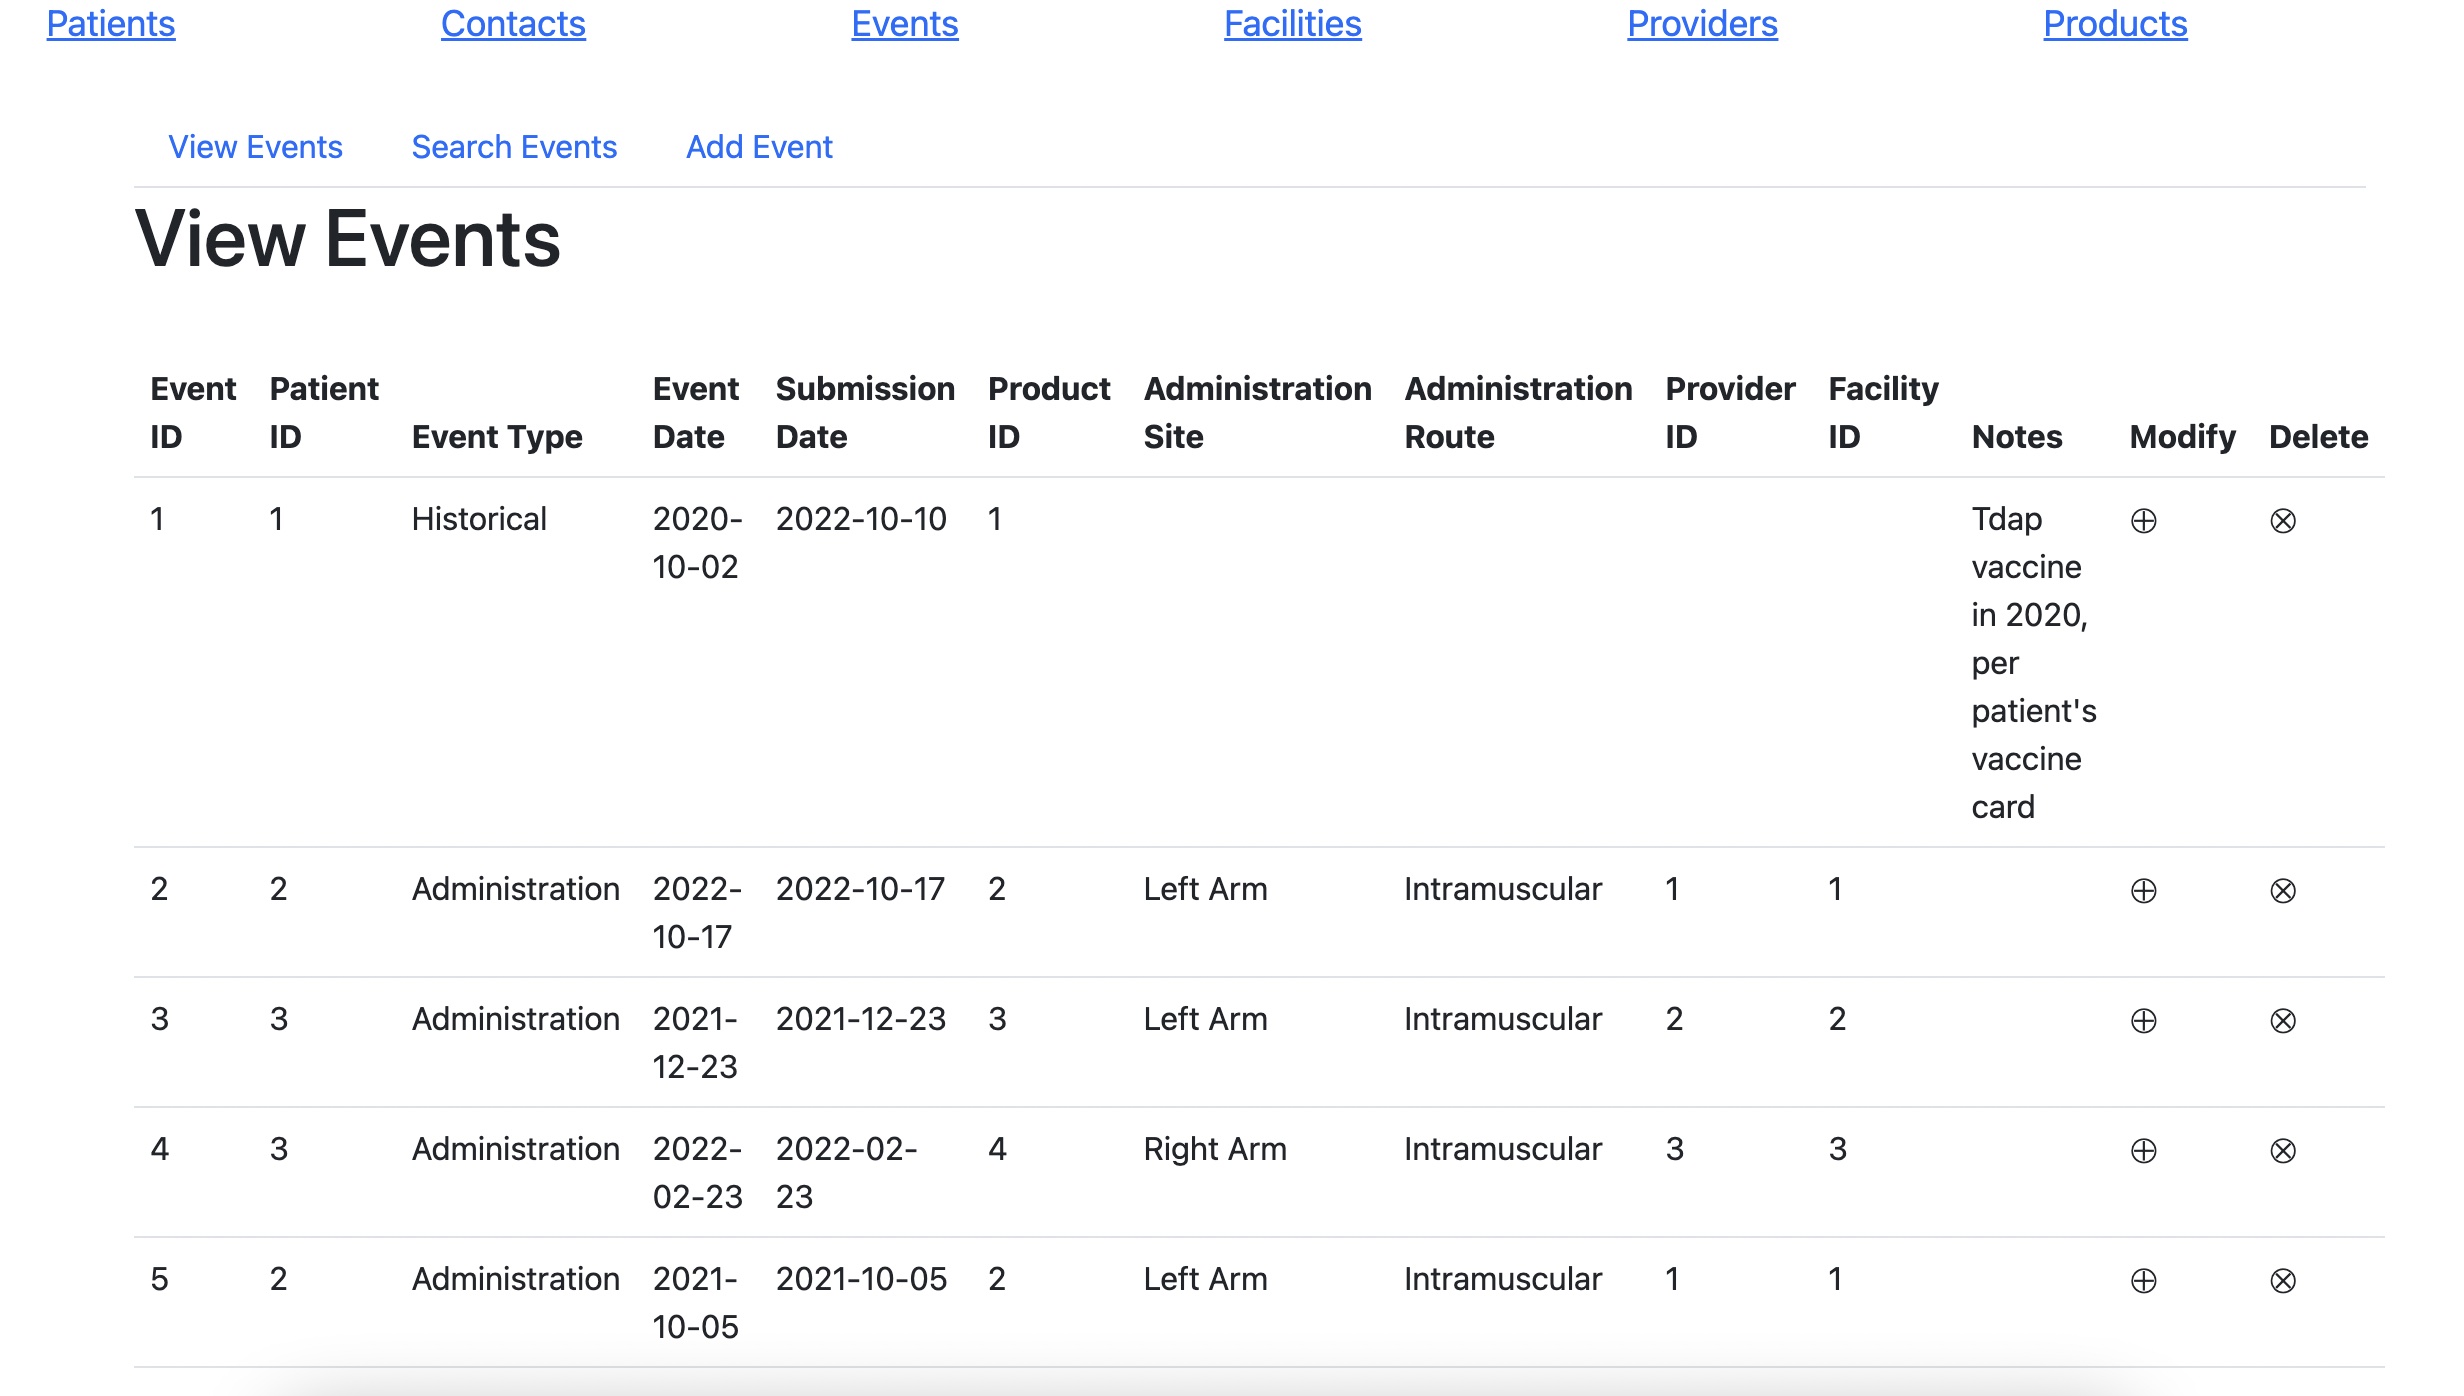 Patients Contacts Events Facilities Providers Products
View Events Search Events Add Event
View Events
Event ID Patient ID Event Type Event Date Submission Date Product ID Administration Site Administration Route Provider ID Facility ID Notes Modify Delete
1 1 Historical 2020- 2022-10-10 1 Tdap ⊕ ⊗
10-02 vaccine
in 2020,
per
patient's
vaccine
card
2 2 Administration 2022- 2022-10-17 2 Left Arm Intramuscular 1 1 ⊕ ⊗
10-17
3 3 Administration 2021- 2021-12-23 3 Left Arm Intramuscular 2 2 ⊕ ⊗
12-23
4 3 Administration 2022- 2022-02- 4 Right Arm Intramuscular 3 3 ⊕ ⊗
02-23 23
5 2 Administration 2021- 2021-10-05 2 Left Arm Intramuscular 1 1 ⊕ ⊗
10-05